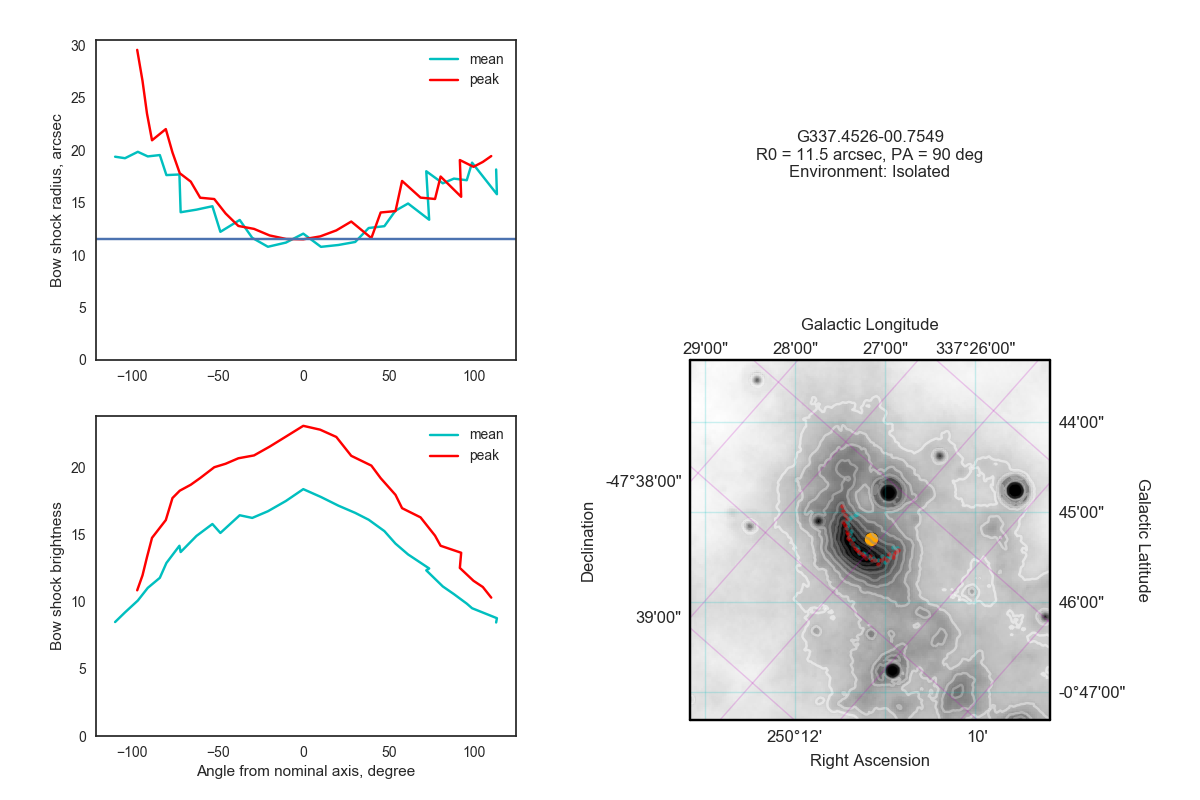 30
25
20
15
10
5
0
Bow shock radius, arcsec
mean
peak
−100 −50 0 50 100
20
15
10
5
0
Bow shock brightness
mean
peak
−100 −50 0 50 100
Angle from nominal axis, degree
G337.4526-00.7549
R0 = 11.5 arcsec, PA = 90 deg
Environment: Isolated
Galactic Longitude
29'00" 28'00" 27'00" 337°26'00"
-47°38'00"
39'00"
Declination
44'00"
45'00"
46'00"
-0°47'00"
Galactic Latitude
250°12' 10'
Right Ascension